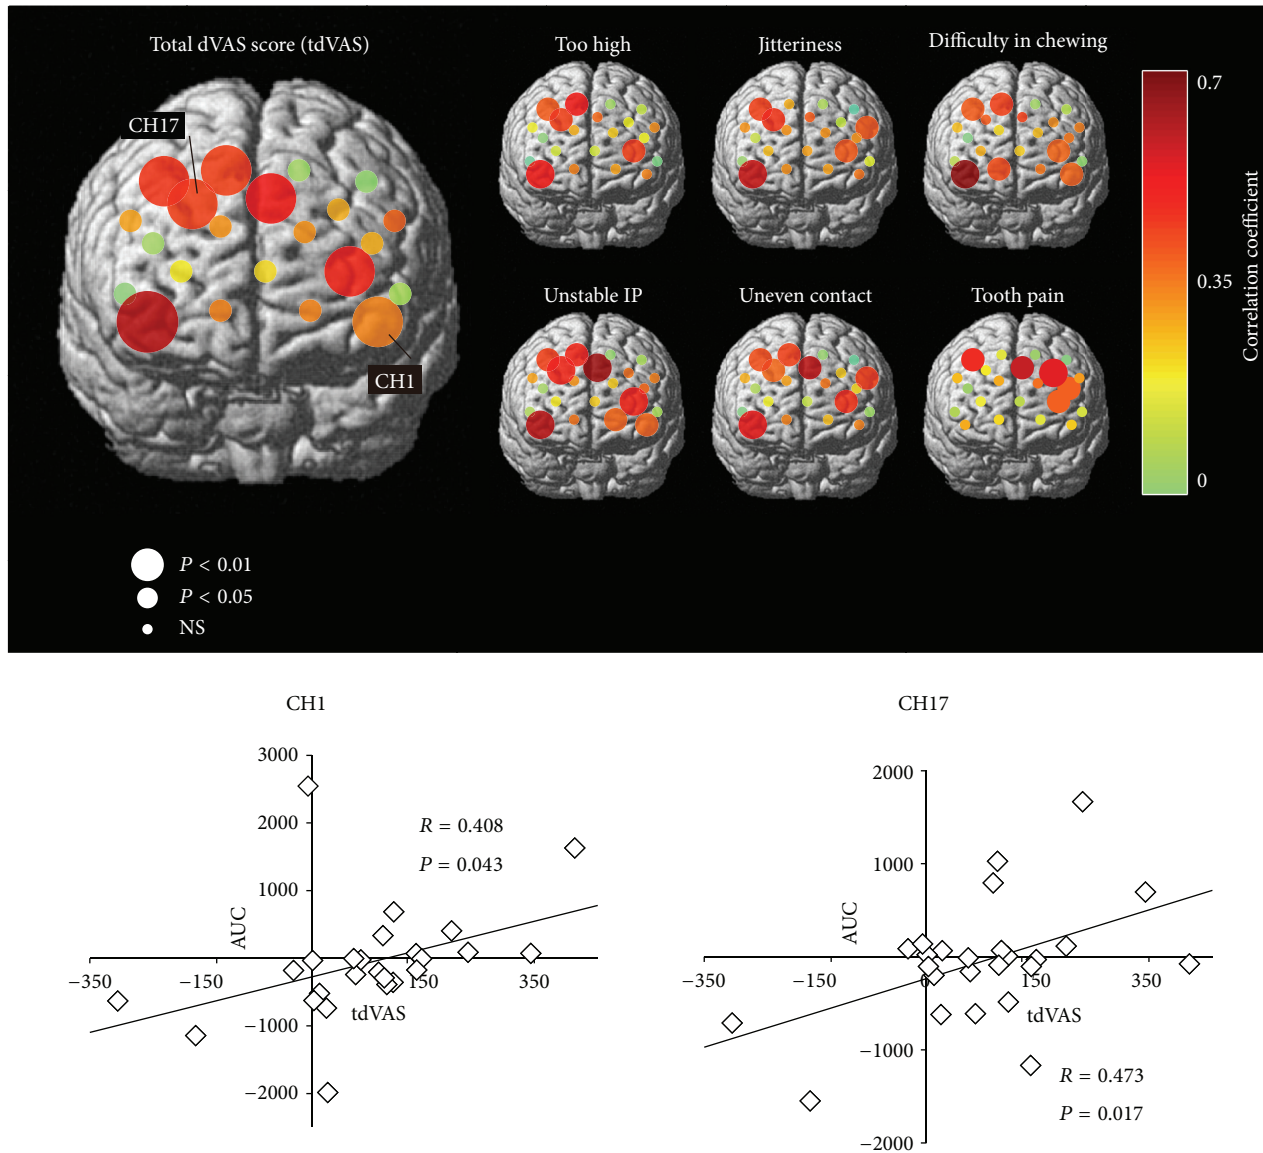 Total dVAS score (tdVAS)
CH17
CH1
Too high
Jitteriness
Difficulty in chewing
Unstable IP
Uneven contact
Tooth pain
0.7
0.35
0
Correlation coefficient
P < 0.01
P < 0.05
NS
CH1
3000
2000
1000
−1000
−2000
−350
−150
150
350
AUC
tdVAS
R = 0.408
P = 0.043
CH17
2000
1000
−1000
−2000
−350
−150
0
150
350
AUC
tdVAS
R = 0.473
P = 0.017